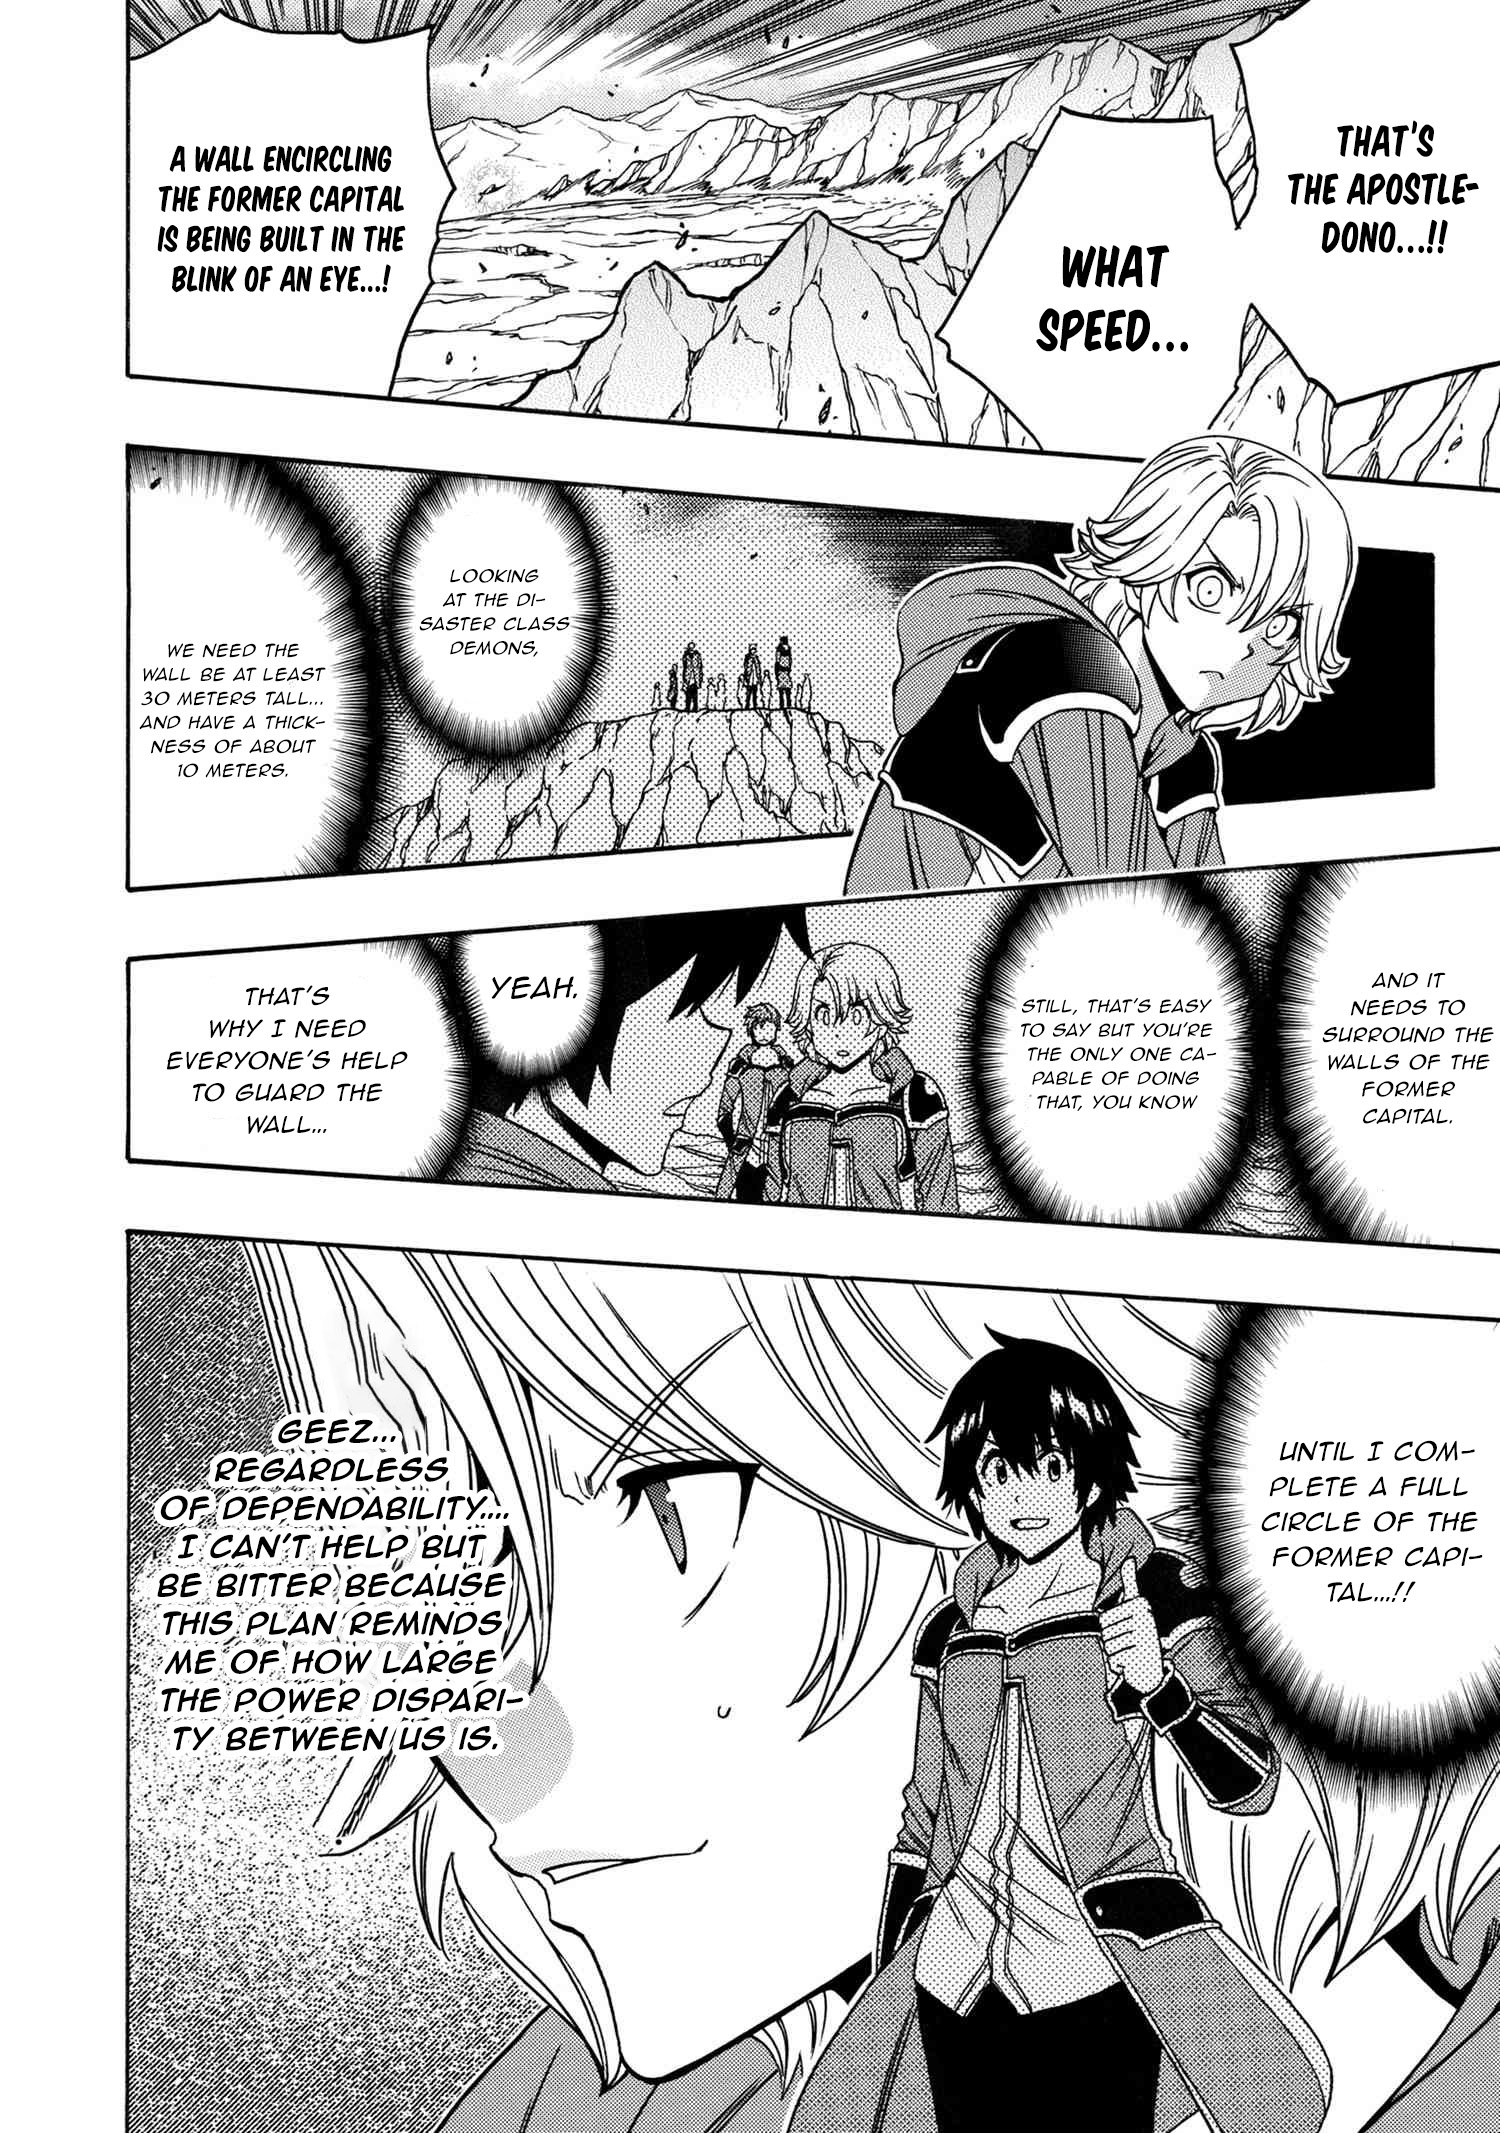 THAT'S
THE APOSTLE-
DONO...!!
WHAT
SPEED...
A WALL ENCIRCLING
THE FORMER CAPITAL
IS BEING BUILT IN THE
BLINK OF AN EYE...!
LOOKING
AT THE DI-
SASTER CLASS
DEMONS,
WE NEED THE
WALL BE AT LEAST
30 METERS TALL...
AND HAVE A THICK-
NESS OF ABOUT
10 METERS.
AND IT
NEEDS TO
SURROUND THE
WALLS OF THE
FORMER
CAPITAL.
STILL, THAT'S EASY
TO SAY BUT YOU'RE
THE ONLY ONE CA-
PABLE OF DOING
THAT, YOU KNOW
YEAH.
THAT'S
WHY I NEED
EVERYONE'S HELP
TO GUARD THE
WALL...
UNTIL I COM-
PLETE A FULL
CIRCLE OF THE
FORMER CAPI-
TAL...!!
GEEZ...
REGARDLESS
OF DEPENDABILITY....
I CAN'T HELP BUT
BE BITTER BECAUSE
THIS PLAN REMINDS
ME OF HOW LARGE
THE POWER DISPARI-
TY BETWEEN US IS.